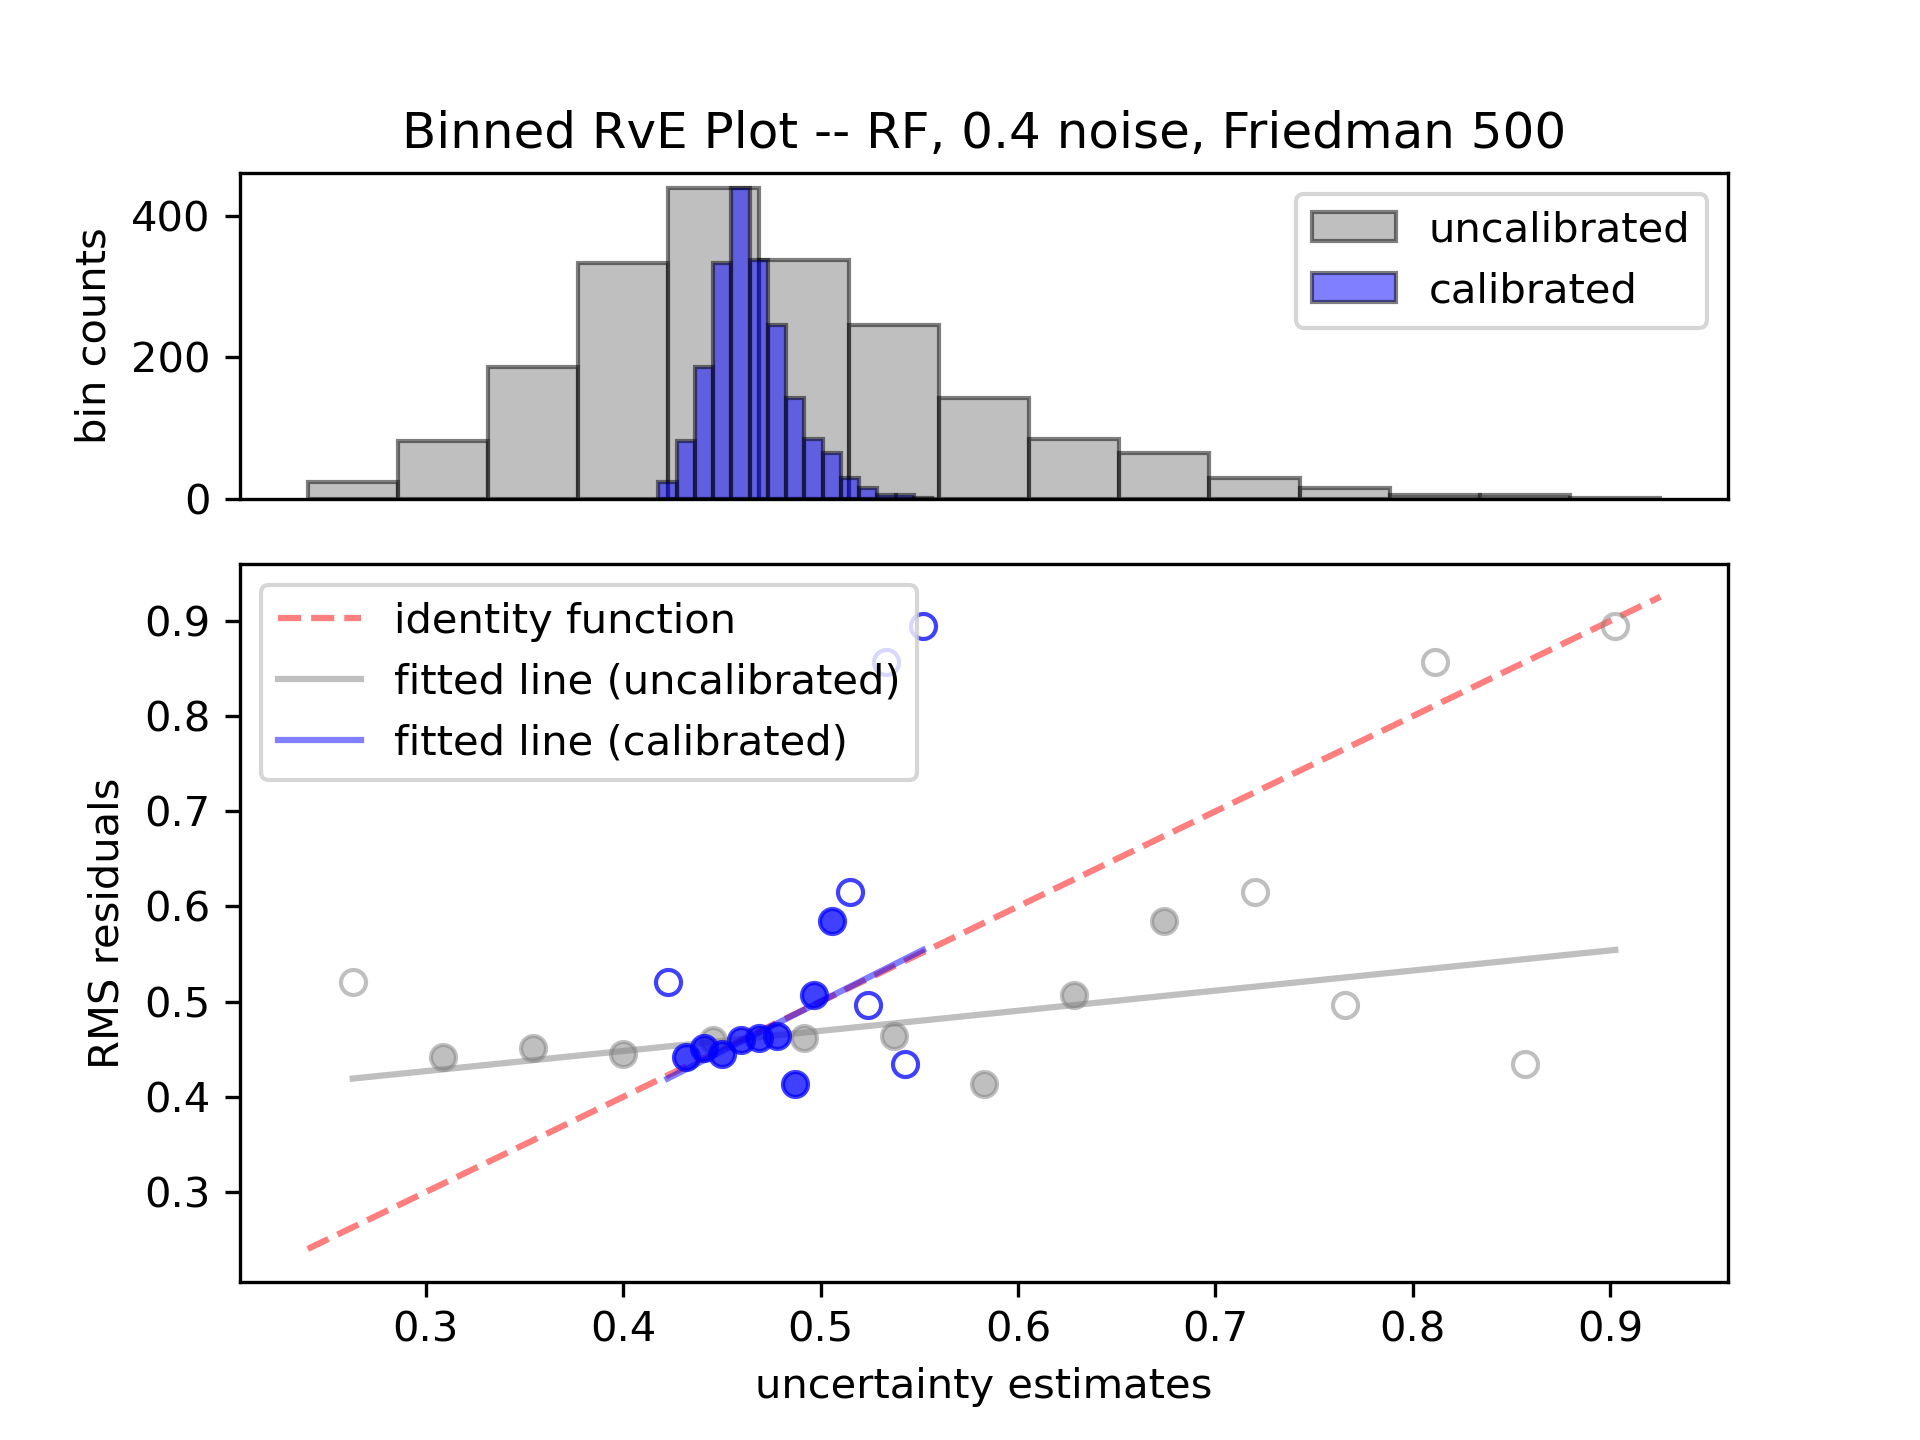 Binned RvE Plot -- RF, 0.4 noise, Friedman 500
bin counts
400
200
0
uncalibrated
calibrated
RMS residuals
0.9
0.8
0.7
0.6
0.5
0.4
0.3
identity function
fitted line (uncalibrated)
fitted line (calibrated)
0.3 0.4 0.5 0.6 0.7 0.8 0.9
uncertainty estimates